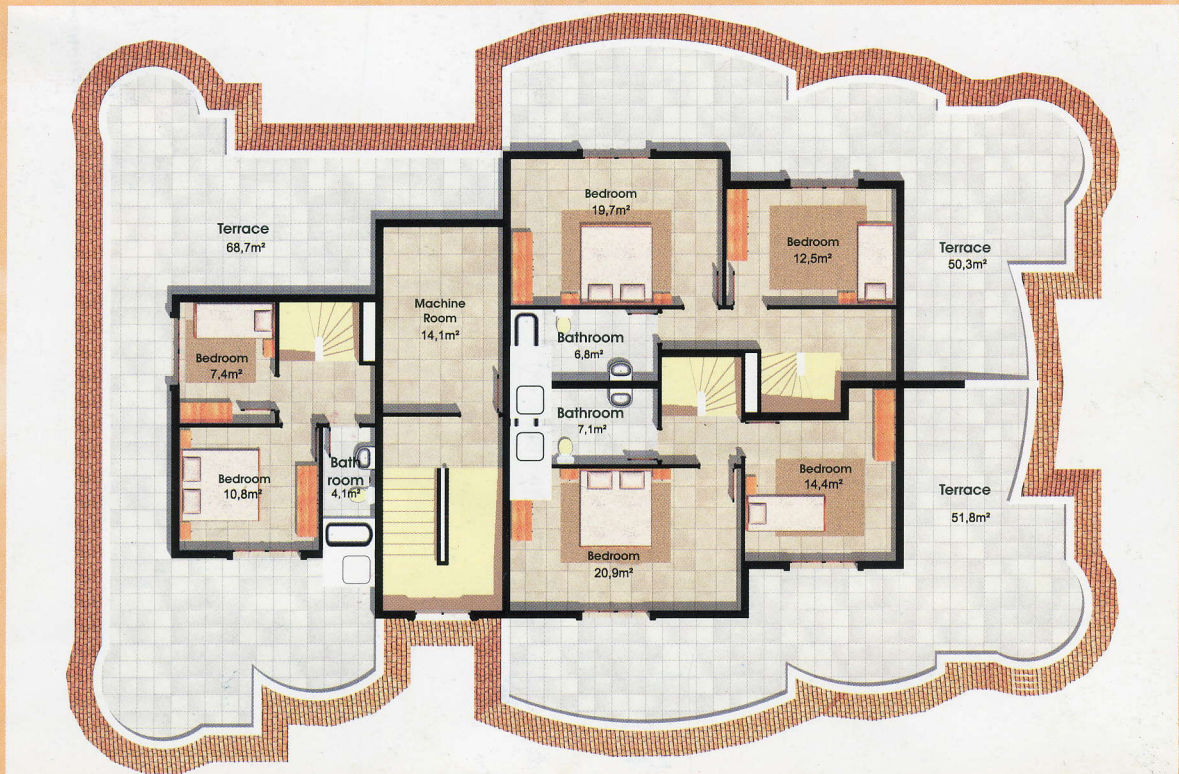 Terrace
68,7m²
Bedroom
7,4m²
Bedroom
10,8m²
Bath
room
4,1m²
Machine
Room
14,1m²
Bedroom
19,7m²
Bedroom
12,5m²
Bathroom
6,8m²
Bathroom
7,1m²
Bedroom
20,9m²
Bedroom
14,4m²
Terrace
50,3m²
Terrace
51,8m²